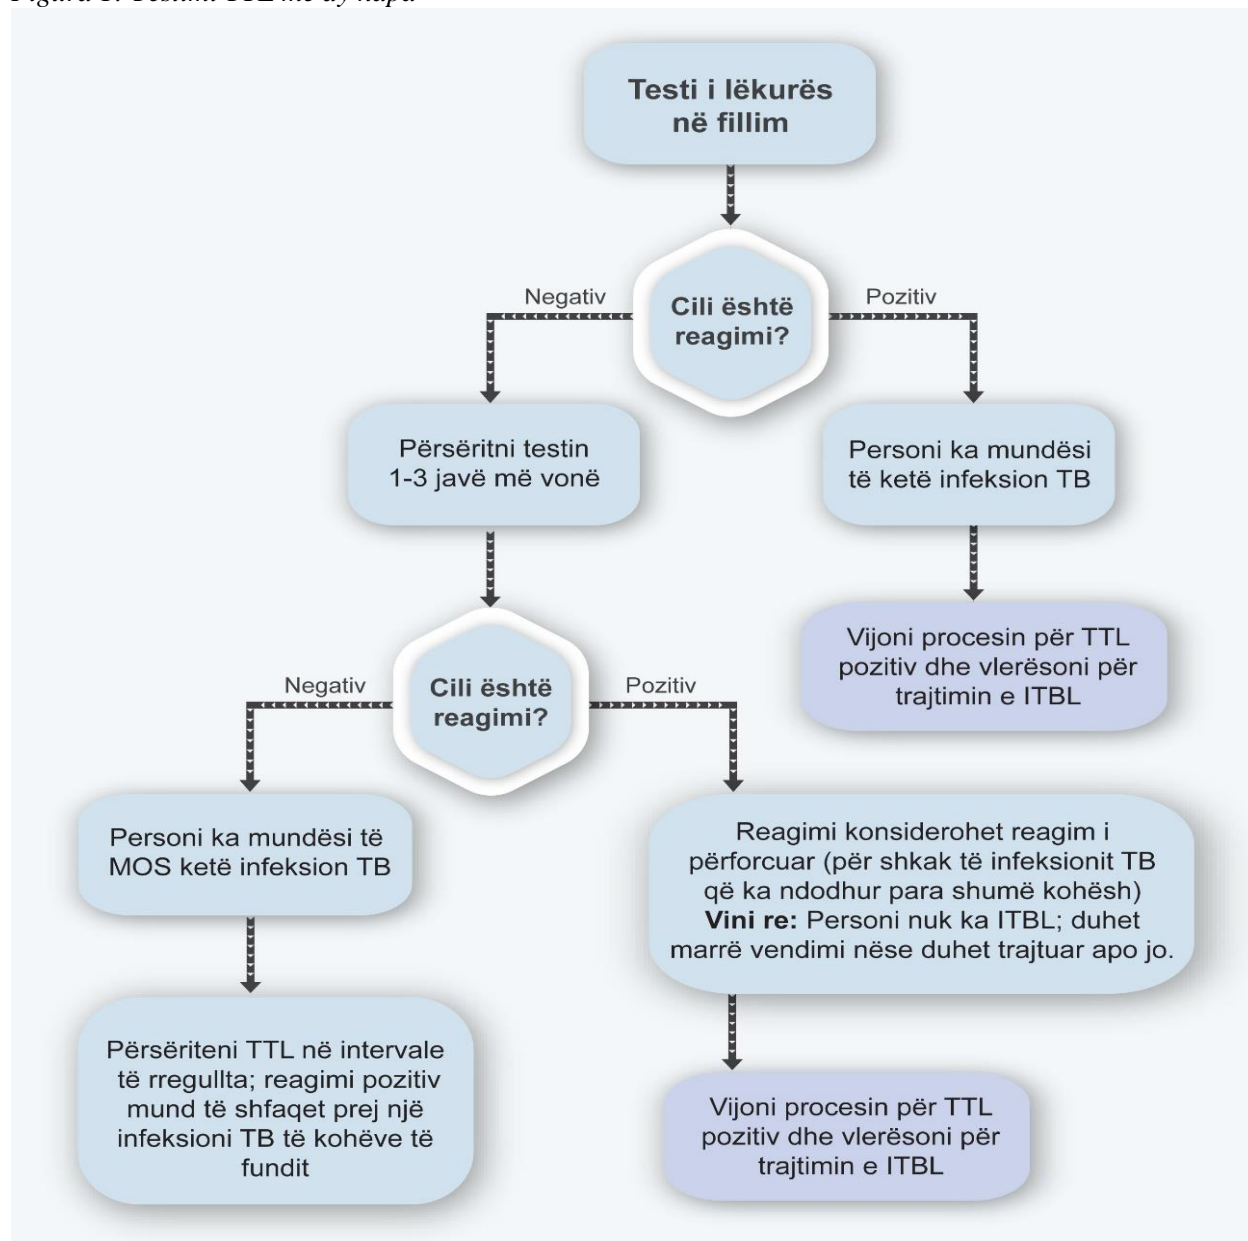 Testi i lëkurës
në fillim
Cili është
reagimi?
Negativ
Pozitiv
Përsëritni testin
1-3 javë më vonë
Personi ka mundësi
të ketë infeksion TB
Vijoni procesin për TTL
pozitiv dhe vlerësoni për
trajtimin e ITBL
Cili është
reagimi?
Negativ
Pozitiv
Personi ka mundësi të
MOS ketë infeksion TB
Reagimi konsiderohet reagim i
përforcuar (për shkak të infeksionit TB
që ka ndodhur para shumë kohësh)
Vini re: Personi nuk ka ITBL; duhet
marrë vendimi nëse duhet trajtuar apo jo.
Përsëriteni TTL në intervale
të rregullta; reagimi pozitiv
mund të shfaqet prej një
infeksioni TB të kohëve të
fundit
Vijoni procesin për TTL
pozitiv dhe vlerësoni për
trajtimin e ITBL